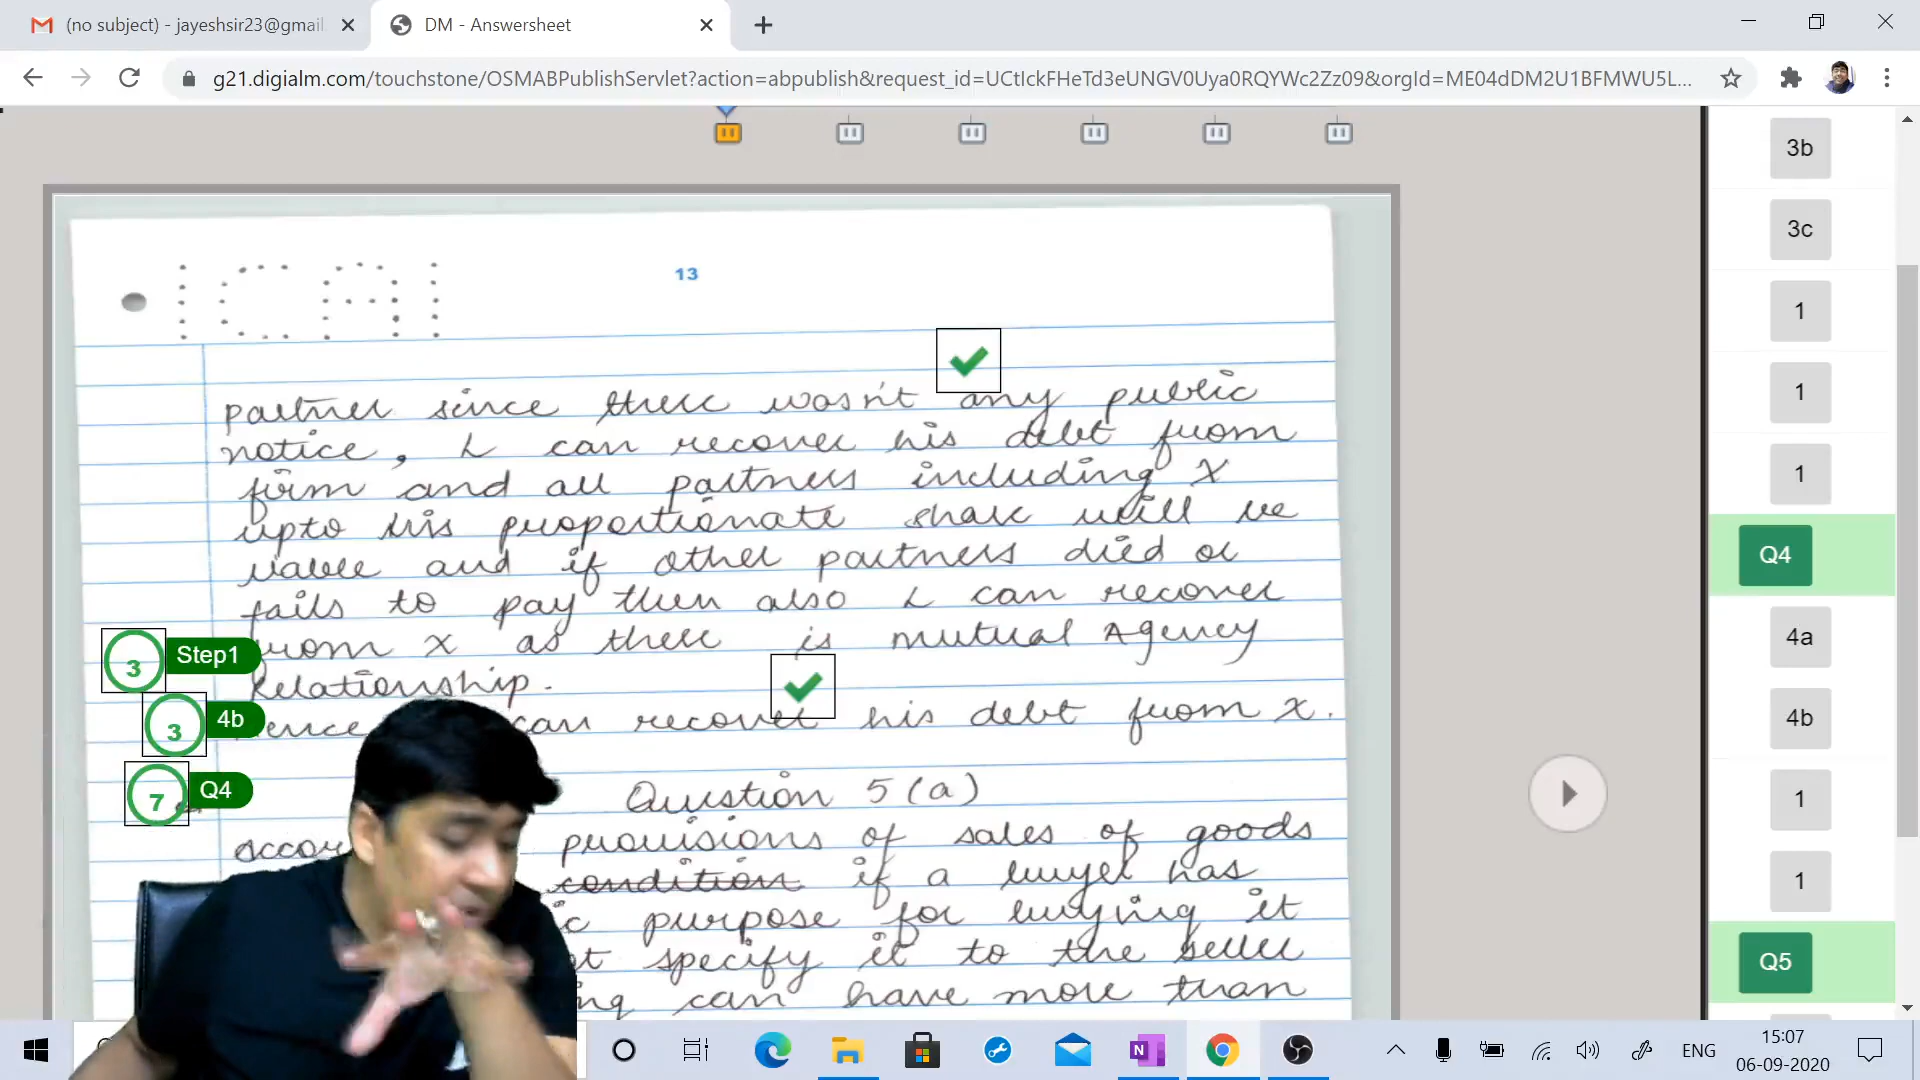 (no subject) - jayeshsir23@gmail.
DM - Answersheet
g21.digialm.com/touchstone/OSMABPublishServlet?action=abpublish&request_id=UCtIckFHeTd3eUNGV0Uya0RQYWc2Zz09&orgId=ME04dDM2U1BFMWU5L...
ICAI
13
partner since there wasn't any public
notice, L can recover his debt from
firm and all partners including X
upto his proportionate share will be
liable and if other partners died or
fails to pay then also L can recover
from X as there is mutual Agency
Relationship.
can recover his debt from X.
3 Step1
3 4b
7 Q4
Question 5 (a)
provisions of sales of goods
condition if a buyer has
purpose for buying it
specify it to the seller
can have more than
3b
3c
1
1
1
Q4
4a
4b
1
1
Q5
ENG
15:07
06-09-2020